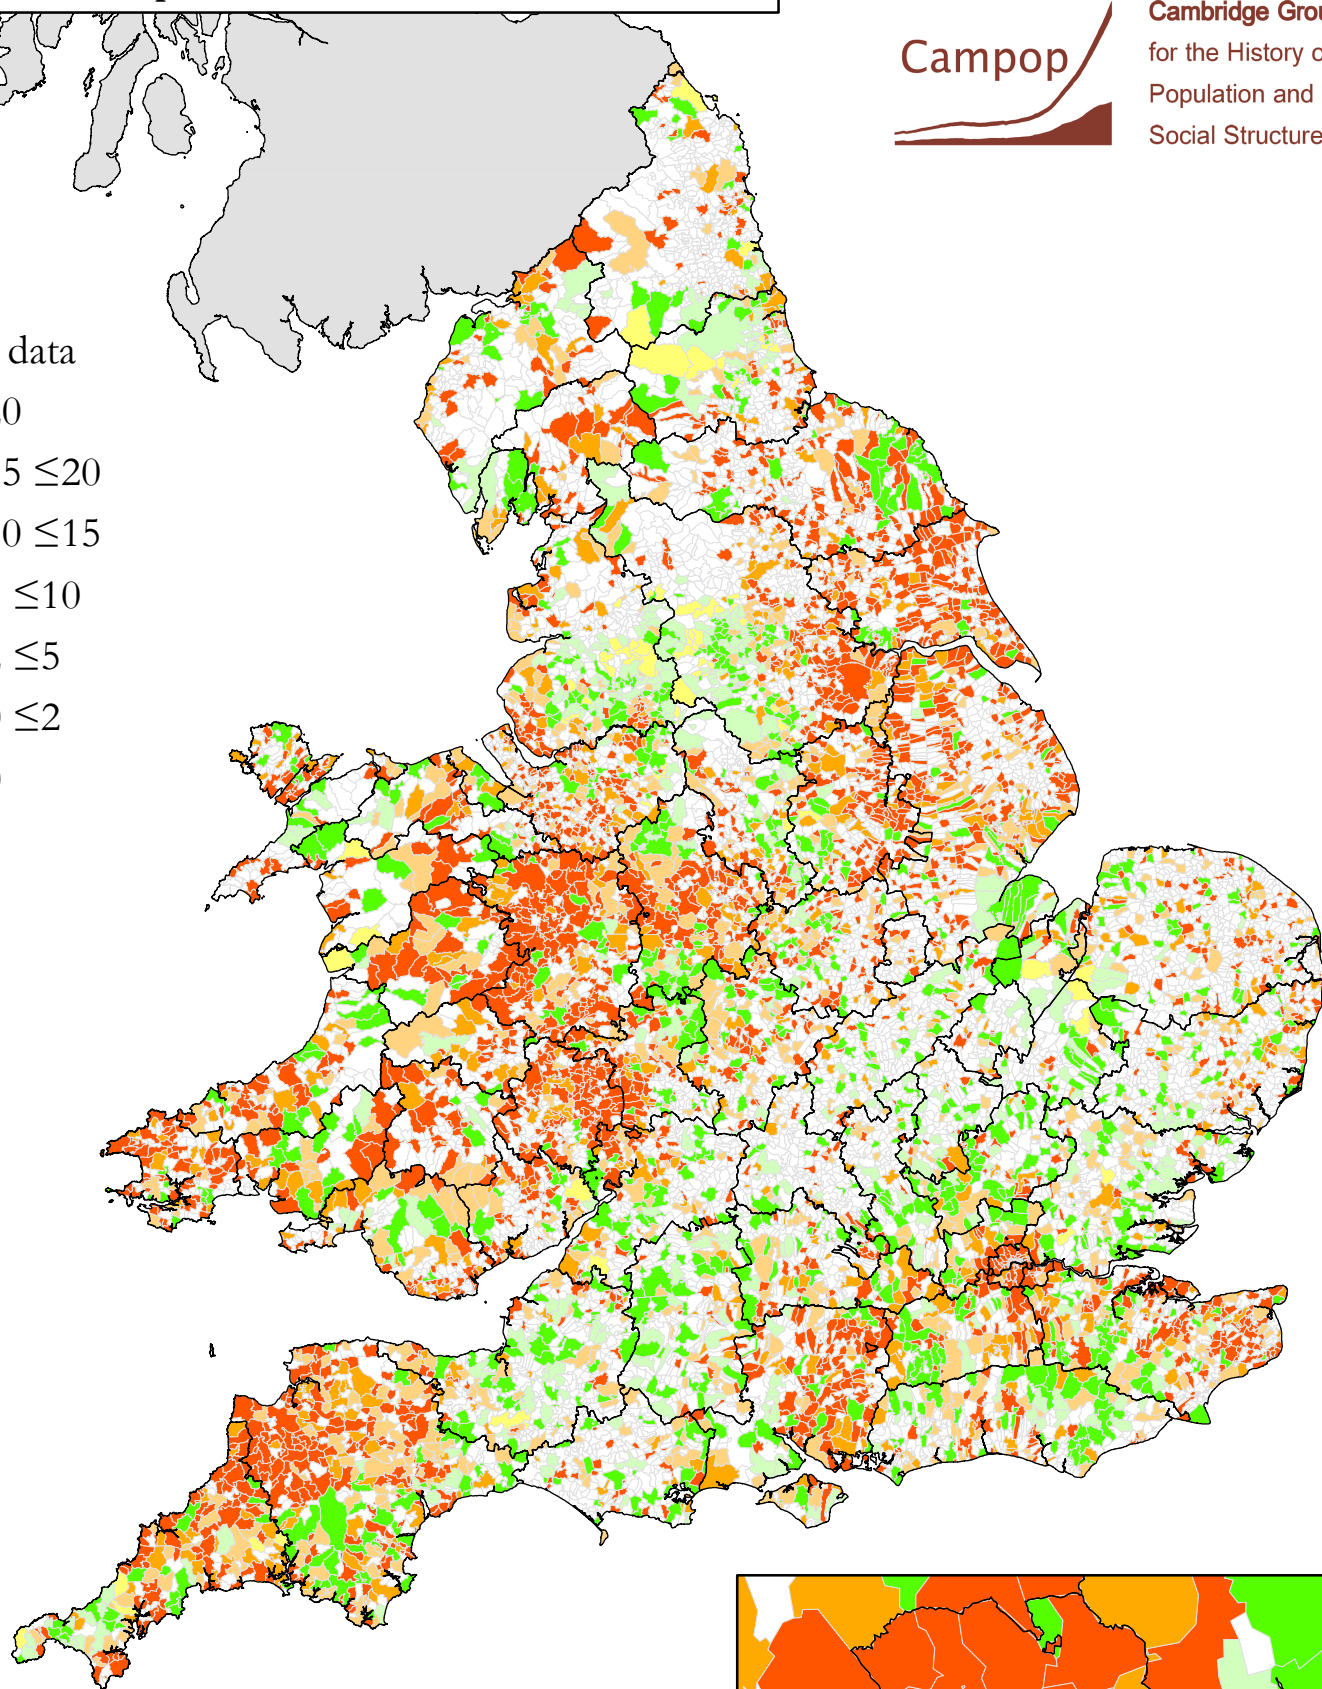 Campop
Cambridge Grou
for the History o
Population and
Social Structure
data
0
5 ≤20
0 ≤15
≤10
≤5
≤2